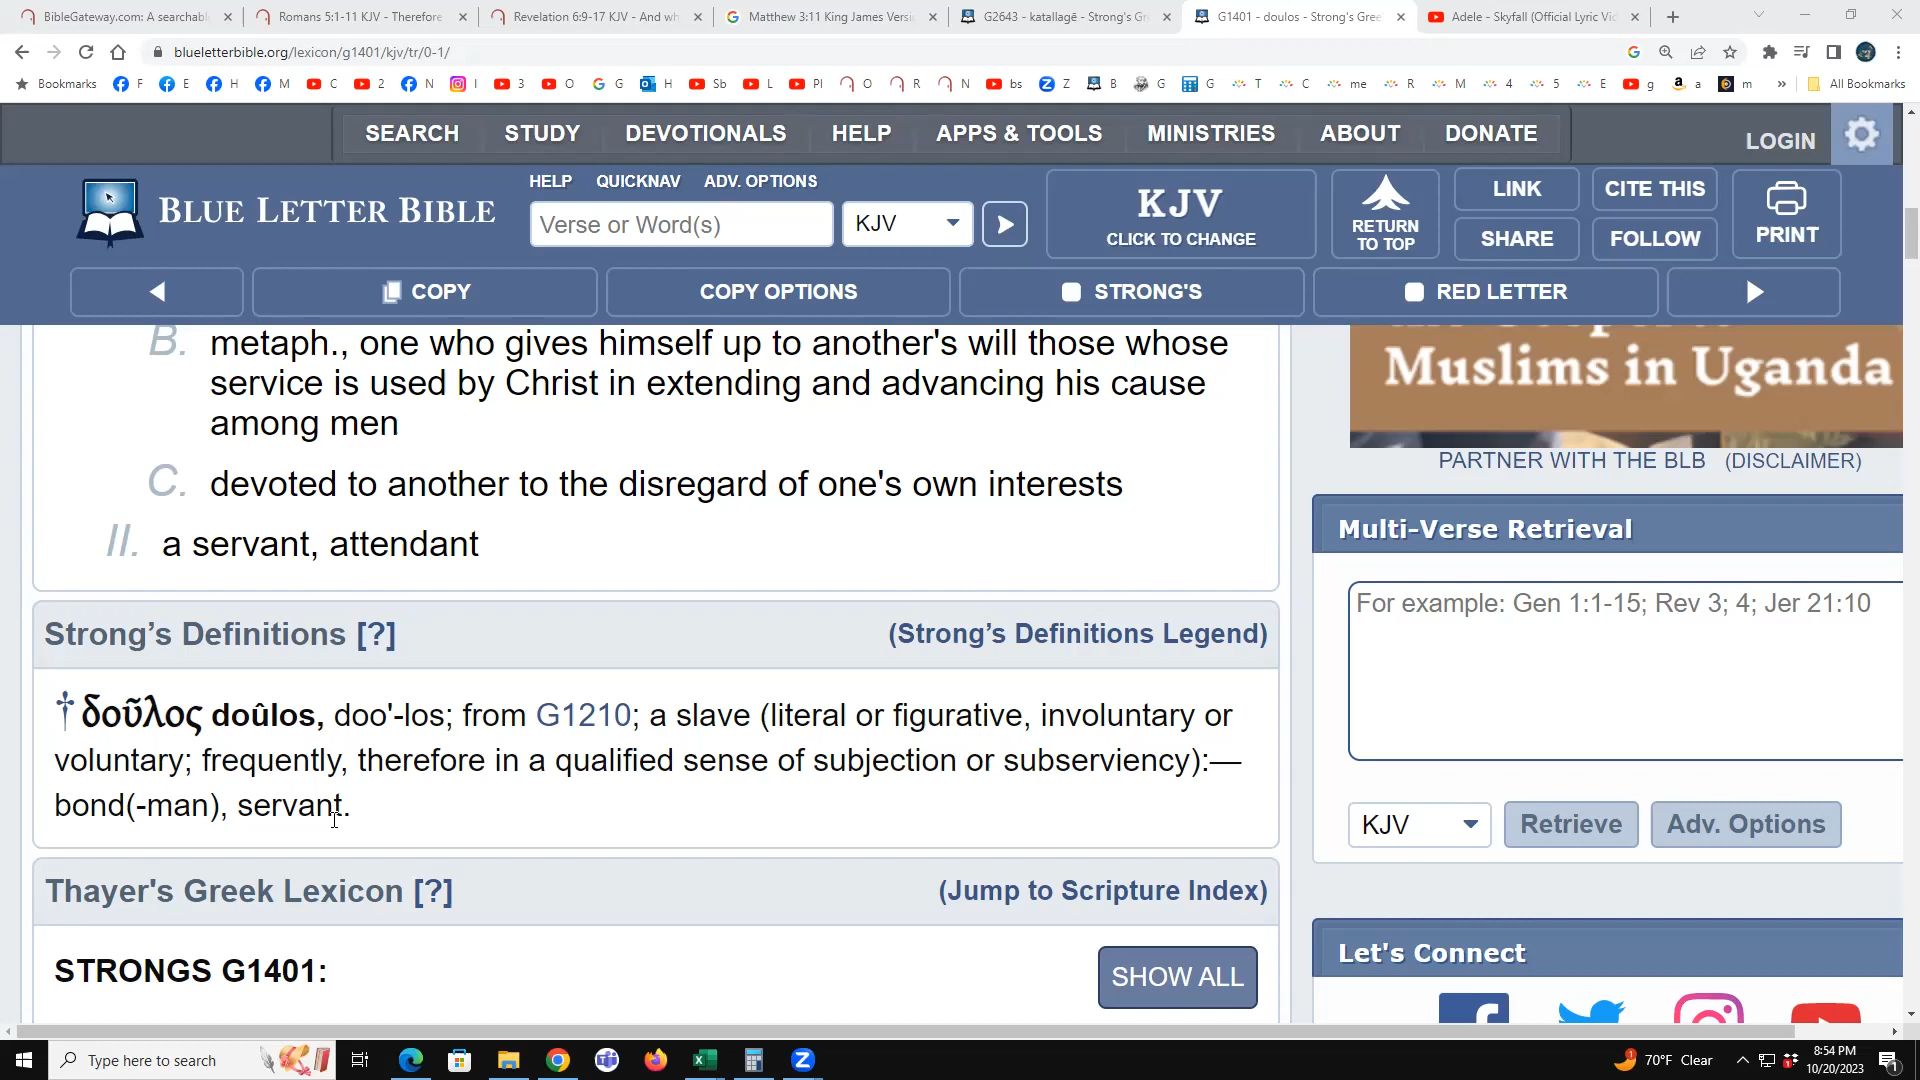 BibleGateway.com: A searchabl
Romans 5:1-11 KJV - Therefore
Revelation 6:9-17 KJV - And wh
Matthew 3:11 King James Versi
G2643 - katallagē - Strong's Gr
G1401 - doulos - Strong's Gree
Adele - Skyfall (Official Lyric Vi
blueletterbible.org/lexicon/g1401/kjv/tr/0-1/
Bookmarks F E H M C 2 N I 3 O G H Sb L Pl O R N bs Z B G G T C me R M 4 5 E g a m » All Bookmarks
SEARCH STUDY DEVOTIONALS HELP APPS & TOOLS MINISTRIES ABOUT DONATE LOGIN
BLUE LETTER BIBLE
HELP QUICKNAV ADV. OPTIONS
Verse or Word(s) KJV
KJV
CLICK TO CHANGE
RETURN
TO TOP
LINK CITE THIS
SHARE FOLLOW
PRINT
COPY COPY OPTIONS STRONG'S RED LETTER
B. metaph., one who gives himself up to another's will those whose
service is used by Christ in extending and advancing his cause
among men
C. devoted to another to the disregard of one's own interests
II. a servant, attendant
Strong's Definitions [?] (Strong's Definitions Legend)
† δοῦλος doûlos, doo'-los; from G1210; a slave (literal or figurative, involuntary or
voluntary; frequently, therefore in a qualified sense of subjection or subserviency):—
bond(-man), servant.
Thayer's Greek Lexicon [?] (Jump to Scripture Index)
STRONGS G1401:
SHOW ALL
Muslims in Uganda
PARTNER WITH THE BLB (DISCLAIMER)
Multi-Verse Retrieval
For example: Gen 1:1-15; Rev 3; 4; Jer 21:10
KJV Retrieve Adv. Options
Let's Connect
Type here to search
70°F Clear
8:54 PM
10/20/2023